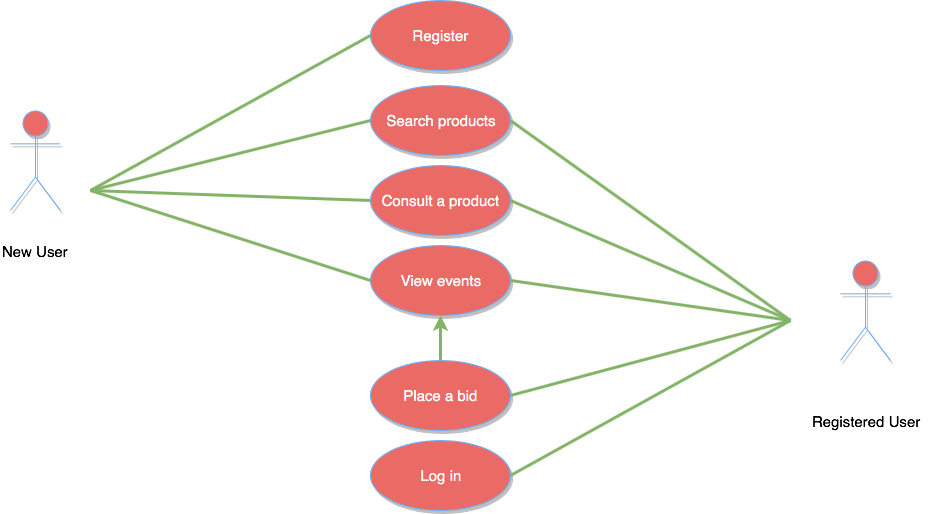 Register
Search products
Consult a product
New User
View events
Place a bid
Registered User
Log in